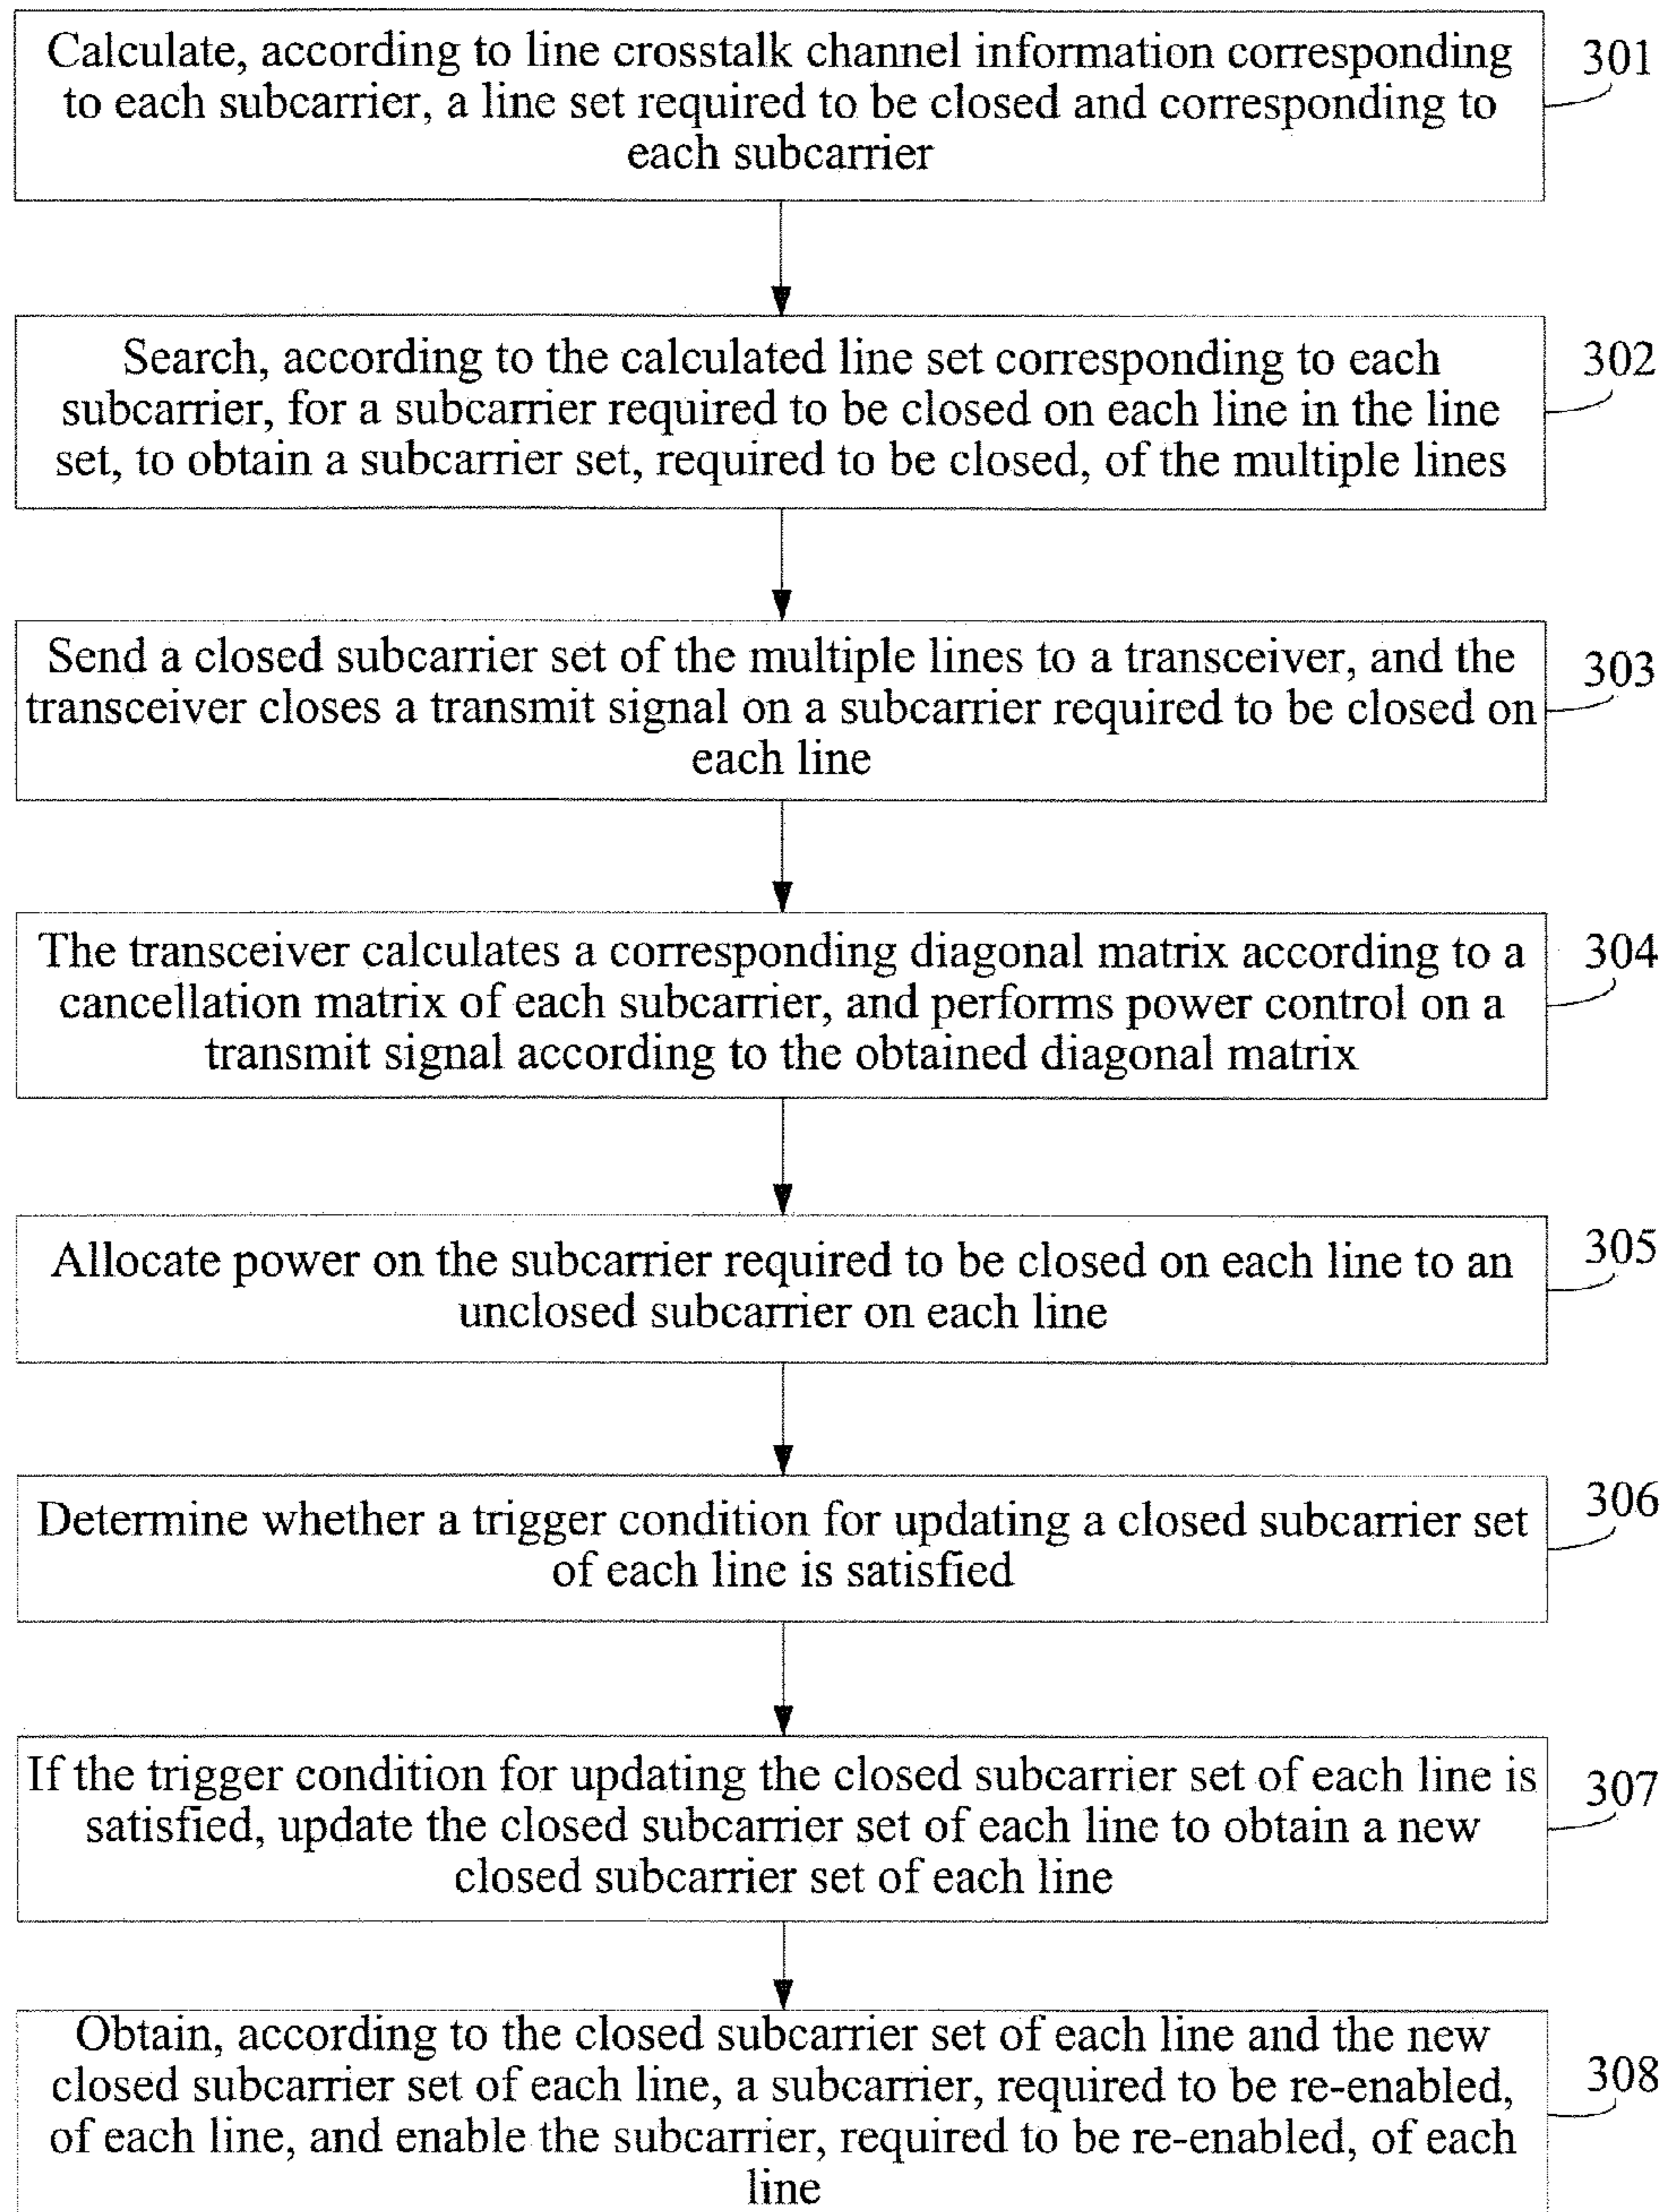 Calculate, according to line crosstalk channel information corresponding
to each subcarrier, a line set required to be closed and corresponding to
each subcarrier
301
Search, according to the calculated line set corresponding to each
subcarrier, for a subcarrier required to be closed on each line in the line
set, to obtain a subcarrier set, required to be closed, of the multiple lines
302
Send a closed subcarrier set of the multiple lines to a transceiver, and the
transceiver closes a transmit signal on a subcarrier required to be closed on
each line
303
The transceiver calculates a corresponding diagonal matrix according to a
cancellation matrix of each subcarrier, and performs power control on a
transmit signal according to the obtained diagonal matrix
304
Allocate power on the subcarrier required to be closed on each line to an
unclosed subcarrier on each line
305
Determine whether a trigger condition for updating a closed subcarrier set
of each line is satisfied
306
If the trigger condition for updating the closed subcarrier set of each line is
satisfied, update the closed subcarrier set of each line to obtain a new
closed subcarrier set of each line
307
Obtain, according to the closed subcarrier set of each line and the new
closed subcarrier set of each line, a subcarrier, required to be re-enabled,
of each line, and enable the subcarrier, required to be re-enabled, of each
line
308